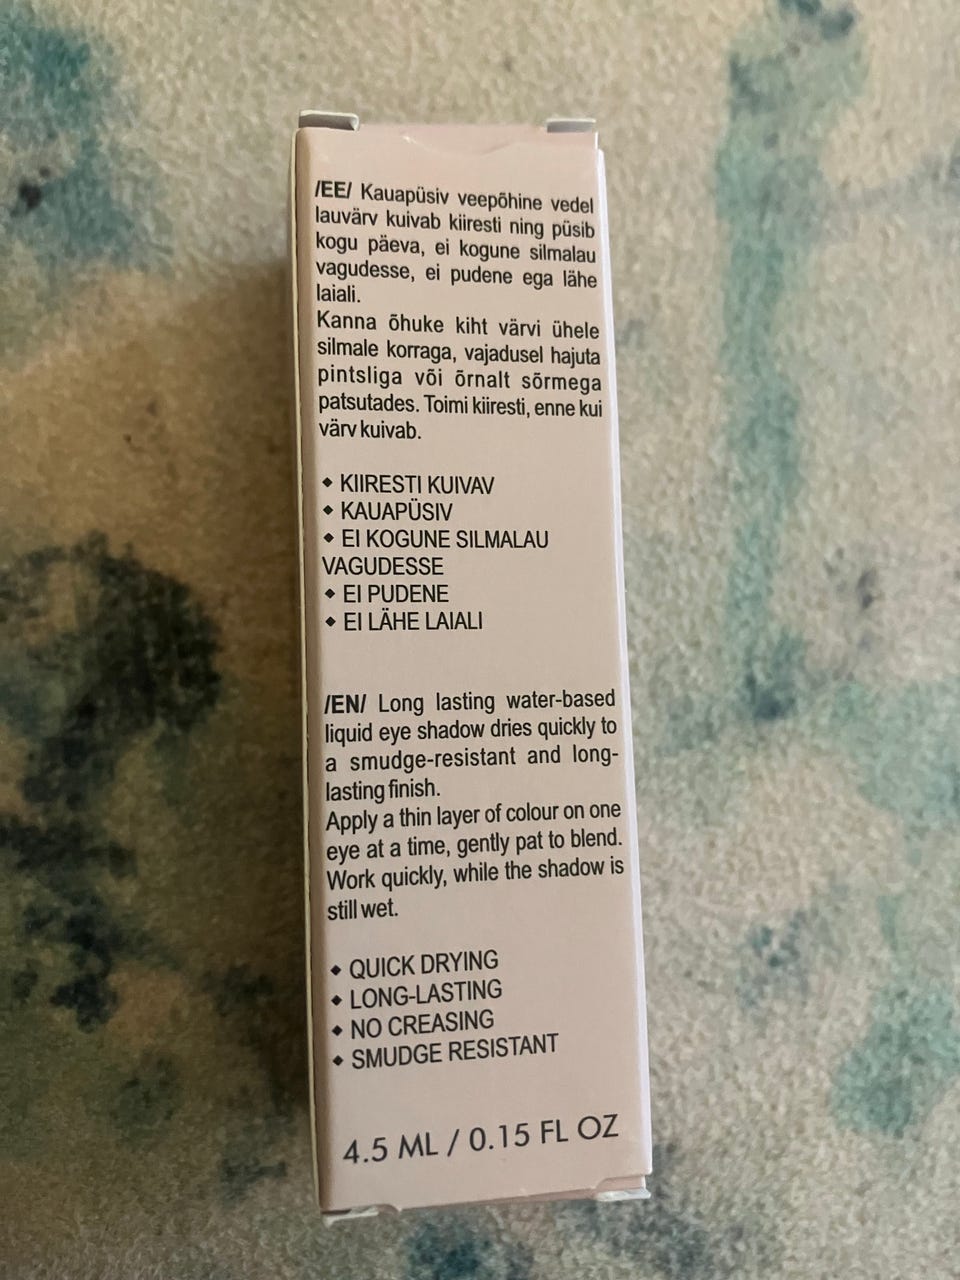 /EE/ Kauapüsiv veepõhine vedel
lauvärv kuivab kiiresti ning püsib
kogu päeva, ei kogune silmalau
vagudesse, ei pudene ega lähe
laiali.
Kanna õhuke kiht värvi ühele
silmale korraga, vajadusel hajuta
pintsliga või õrnalt sõrmega
patsutades. Toimi kiiresti, enne kui
värv kuivab.
◆ KIIRESTI KUIVAV
◆ KAUAPÜSIV
◆ EI KOGUNE SILMALAU
VAGUDESSE
◆ EI PUDENE
◆ EI LÄHE LAIALI
/EN/ Long lasting water-based
liquid eye shadow dries quickly to
a smudge-resistant and long-
lasting finish.
Apply a thin layer of colour on one
eye at a time, gently pat to blend.
Work quickly, while the shadow is
still wet.
◆ QUICK DRYING
◆ LONG-LASTING
◆ NO CREASING
◆ SMUDGE RESISTANT
4.5 ML / 0.15 FL OZ